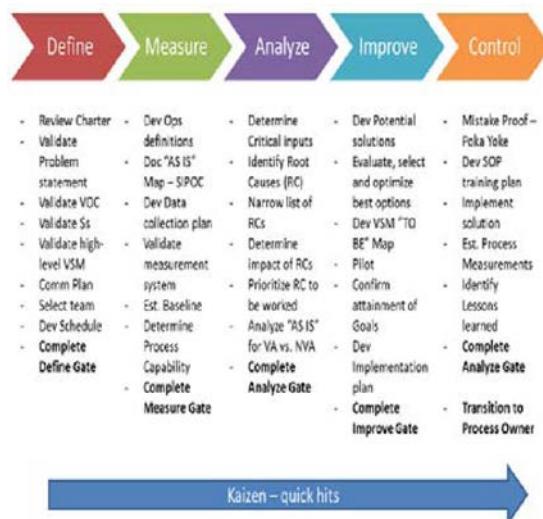 Define
Measure
Analyze
Improve
Control
- Review Charter
- Validate
Problem
statement
- Validate VOC
- Validate $s
- Validate high-
level VSM
- Comm Plan
- Select team
- Dev Schedule
- Complete
Define Gate
- Dev Ops
definitions
- Doc "AS IS"
Map – SIPOC
- Dev Data
collection plan
- Validate
measurement
system
- Est. Baseline
- Determine
Process
Capability
- Complete
Measure Gate
- Determine
Critical inputs
- Identify Root
Causes (RC)
- Narrow list of
RCs
- Determine
impact of RCs
- Prioritize RC to
be worked
- Analyze "AS IS"
for VA vs. NVA
- Complete
Analyze Gate
- Dev Potential
solutions
- Evaluate, select
and optimize
best options
- Dev VSM "TO
BE" Map
- Pilot
- Confirm
attainment of
Goals
- Dev
Implementation
plan
- Complete
Improve Gate
- Mistake Proof –
Poka Yoke
- Dev SOP
training plan
- Implement
solution
- Est. Process
Measurements
- Identify
Lessons
learned
- Complete
Analyze Gate
- Transition to
Process Owner
Kaizen – quick hits